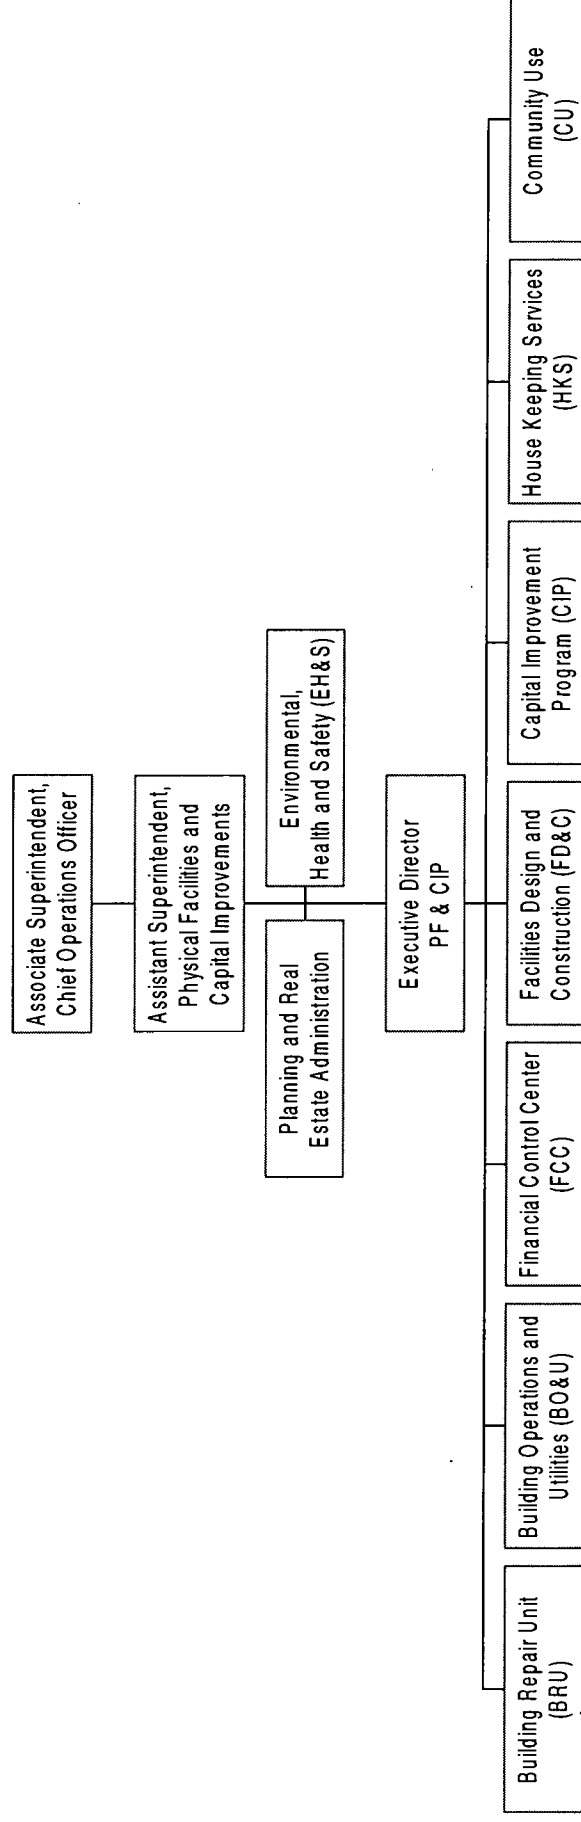 Associate Superintendent,
Chief Operations Officer
Assistant Superintendent,
Physical Facilities and
Capital Improvements
Planning and Real
Estate Administration
Environmental,
Health and Safety (EH&S)
Executive Director
PF & CIP
Building Repair Unit
(BRU)
Building Operations and
Utilities (BO&U)
Financial Control Center
(FCC)
Facilities Design and
Construction (FD&C)
Capital Improvement
Program (CIP)
House Keeping Services
(HKS)
Community Use
(CU)